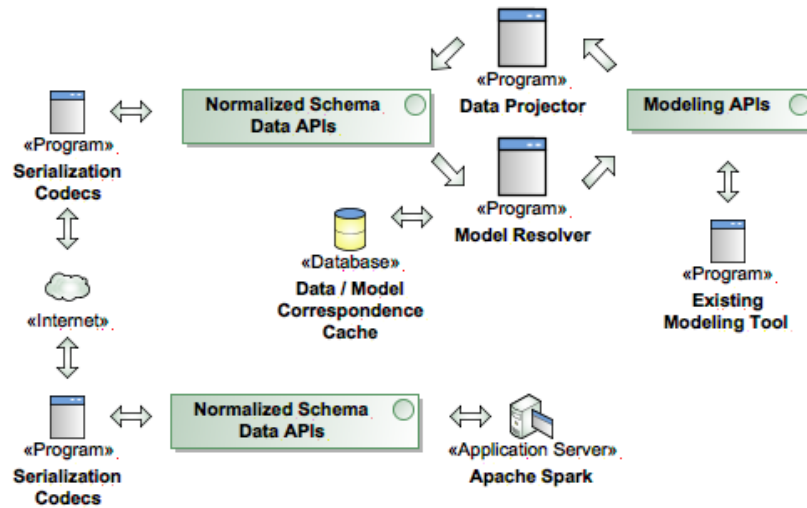 «Program»
Data Projector
Normalized Schema
Data APIs
Modeling APIs
«Program»
Serialization
Codecs
«Program»
Model Resolver
«Database»
Data / Model
Correspondence
Cache
«Program»
Existing
Modeling Tool
«Internet»
Normalized Schema
Data APIs
«Program»
Serialization
Codecs
«Application Server»
Apache Spark